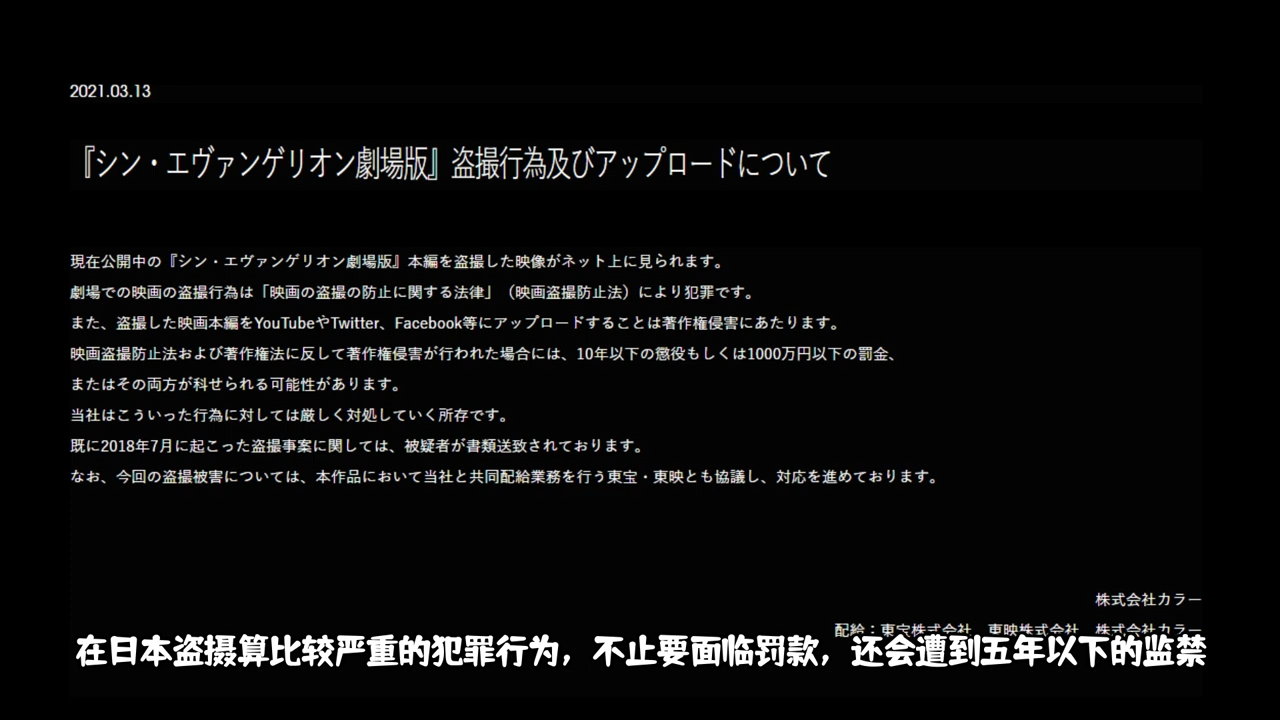 2021.03.13
『シン・エヴァンゲリオン劇場版』盗撮行為及びアップロードについて
現在公開中の『シン・エヴァンゲリオン劇場版』本編を盗撮した映像がネット上に見られます。
劇場での映画の盗撮行為は「映画の盗撮の防止に関する法律」（映画盗撮防止法）により犯罪です。
また、盗撮した映画本編をYouTubeやTwitter、Facebook等にアップロードすることは著作権侵害にあたります。
映画盗撮防止法および著作権法に反して著作権侵害が行われた場合には、10年以下の懲役もしくは1000万円以下の罰金、
またはその両方が科せられる可能性があります。
当社はこういった行為に対しては厳しく対処していく所存です。
既に2018年7月に起こった盗撮事案に関しては、被疑者が書類送致されております。
なお、今回の盗撮被害については、本作品において当社と共同配給業務を行う東宝・東映とも協議し、対応を進めております。
株式会社カラー
配給：東宝株式会社　東映株式会社　株式会社カラー
在日本盗摄算比较严重的犯罪行为，不止要面临罚款，还会遭到五年以下的监禁